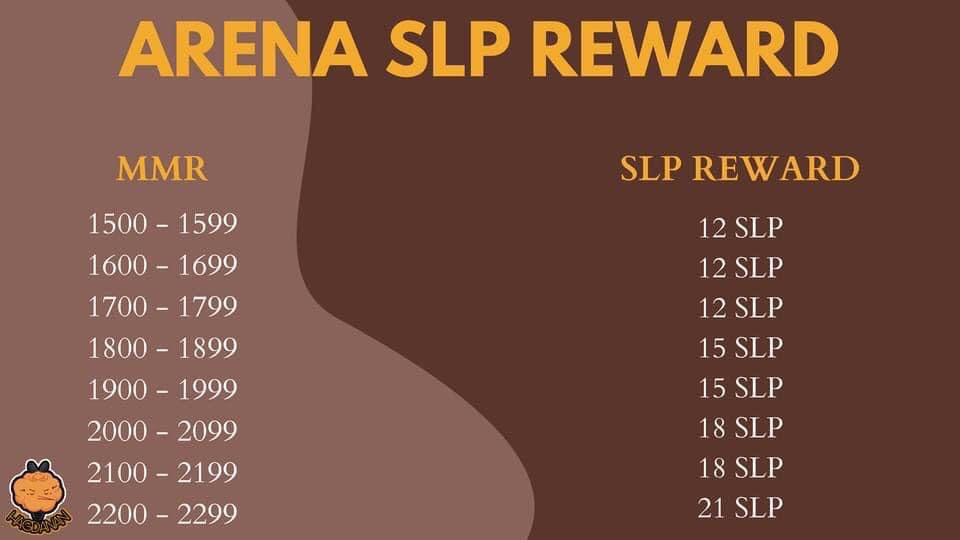 ARENA SLP REWARD
MMR SLP REWARD
1500 – 1599 12 SLP
1600 – 1699 12 SLP
1700 – 1799 12 SLP
1800 – 1899 15 SLP
1900 – 1999 15 SLP
2000 – 2099 18 SLP
2100 – 2199 18 SLP
2200 – 2299 21 SLP
HAGDANAN